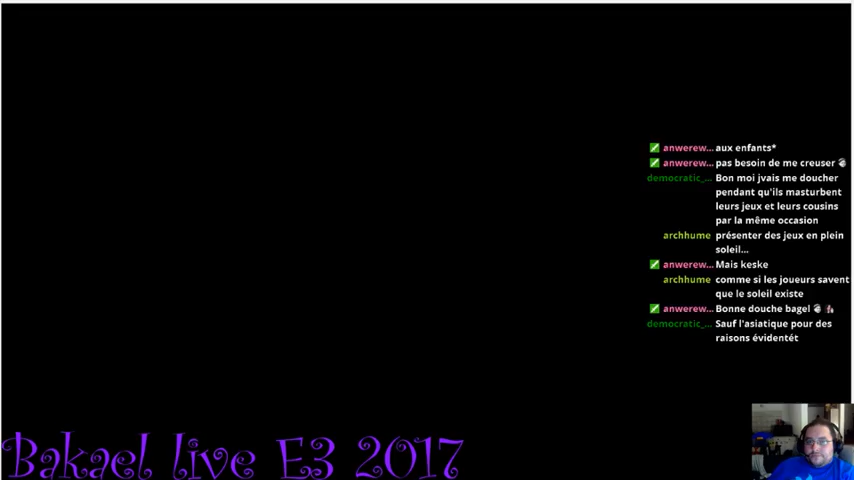 anwerew... aux enfants*
anwerew... pas besoin de me creuser
democratic_... Bon moi jvais me doucher
pendant qu'ils masturbent
leurs jeux et leurs cousins
par la même occasion
archhume présenter des jeux en plein
soleil...
anwerew... Mais keske
archhume comme si les joueurs savent
que le soleil existe
anwerew... Bonne douche bagel
democratic_... Sauf l'asiatique pour des
raisons évidentét
Bakael live E3 2017